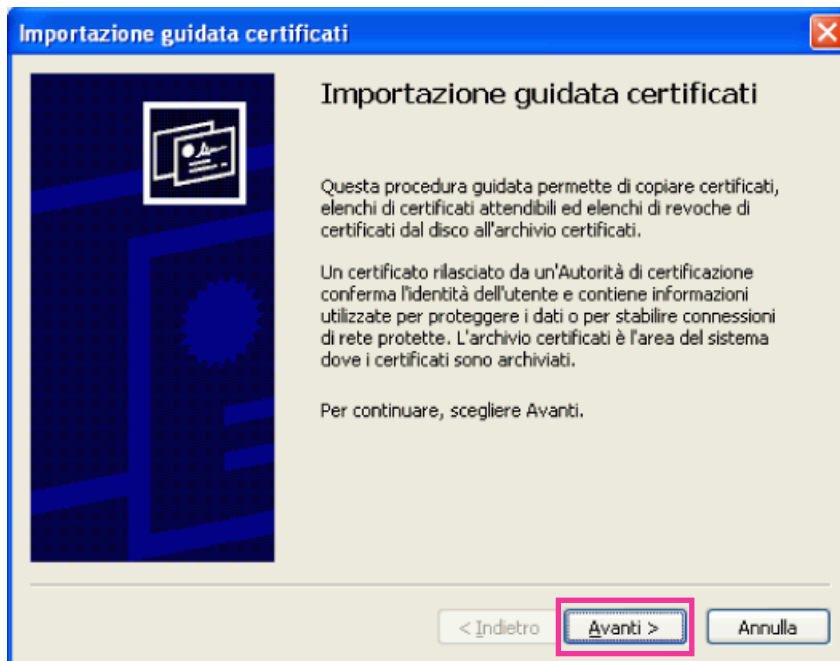 Importazione guidata certificati
Importazione guidata certificati
Questa procedura guidata permette di copiare certificati,
elenchi di certificati attendibili ed elenchi di revoche di
certificati dal disco all'archivio certificati.
Un certificato rilasciato da un'Autorità di certificazione
conferma l'identità dell'utente e contiene informazioni
utilizzate per proteggere i dati o per stabilire connessioni
di rete protette. L'archivio certificati è l'area del sistema
dove i certificati sono archiviati.
Per continuare, scegliere Avanti.
< Indietro Avanti > Annulla